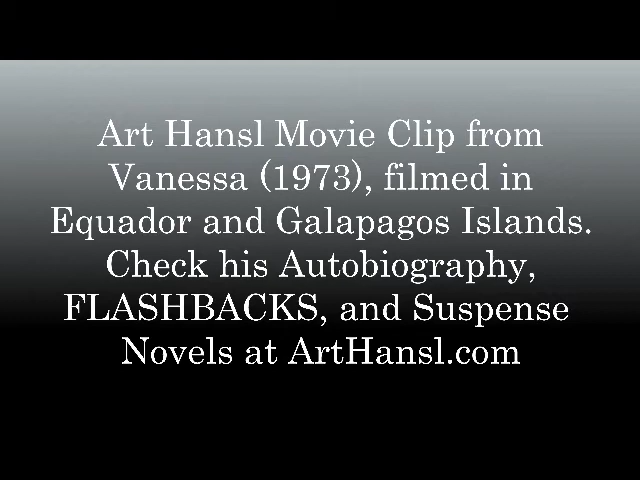 Art Hansl Movie Clip from
Vanessa (1973), filmed in
Equador and Galapagos Islands.
Check his Autobiography,
FLASHBACKS, and Suspense
Novels at ArtHansl.com